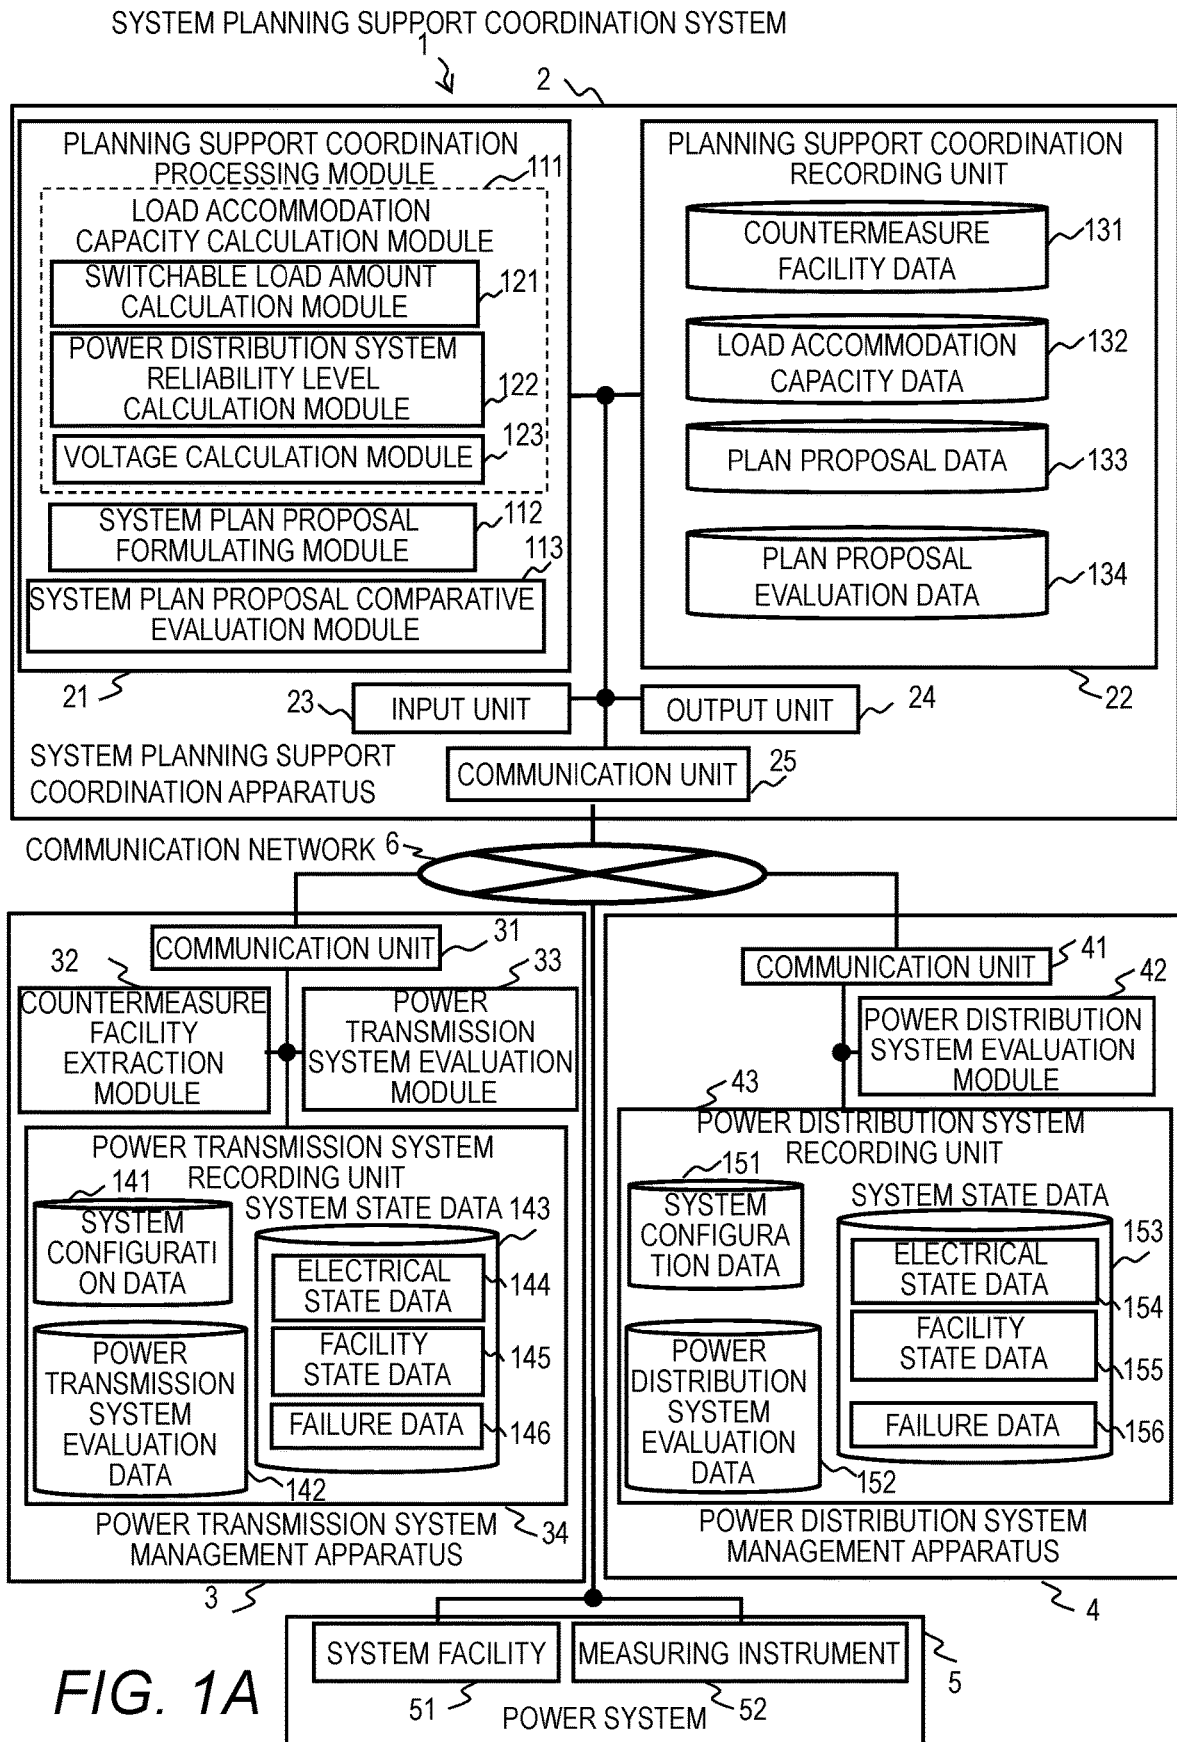 SYSTEM PLANNING SUPPORT COORDINATION SYSTEM
1
2
PLANNING SUPPORT COORDINATION
PROCESSING MODULE
111
LOAD ACCOMMODATION
CAPACITY CALCULATION MODULE
SWITCHABLE LOAD AMOUNT
CALCULATION MODULE
121
POWER DISTRIBUTION SYSTEM
RELIABILITY LEVEL
CALCULATION MODULE
122
VOLTAGE CALCULATION MODULE
123
SYSTEM PLAN PROPOSAL
FORMULATING MODULE
112
113
SYSTEM PLAN PROPOSAL COMPARATIVE
EVALUATION MODULE
21
PLANNING SUPPORT COORDINATION
RECORDING UNIT
COUNTERMEASURE
FACILITY DATA
131
LOAD ACCOMMODATION
CAPACITY DATA
132
PLAN PROPOSAL DATA
133
PLAN PROPOSAL
EVALUATION DATA
134
22
23
INPUT UNIT
OUTPUT UNIT
24
SYSTEM PLANNING SUPPORT
COORDINATION APPARATUS
COMMUNICATION UNIT
25
COMMUNICATION NETWORK 6
COMMUNICATION UNIT
31
32
COUNTERMEASURE
FACILITY
EXTRACTION
MODULE
33
POWER
TRANSMISSION
SYSTEM EVALUATION
MODULE
POWER TRANSMISSION SYSTEM
RECORDING UNIT
141
SYSTEM
CONFIGURATI
ON DATA
SYSTEM STATE DATA 143
ELECTRICAL
STATE DATA
144
FACILITY
STATE DATA
145
FAILURE DATA
146
POWER
TRANSMISSION
SYSTEM
EVALUATION
DATA
142
34
POWER TRANSMISSION SYSTEM
MANAGEMENT APPARATUS
3
COMMUNICATION UNIT
41
42
POWER DISTRIBUTION
SYSTEM EVALUATION
MODULE
43
POWER DISTRIBUTION SYSTEM
RECORDING UNIT
151
SYSTEM
CONFIGURA
TION DATA
SYSTEM STATE DATA
153
ELECTRICAL
STATE DATA
154
FACILITY
STATE DATA
155
FAILURE DATA
156
POWER
DISTRIBUTION
SYSTEM
EVALUATION
DATA
152
POWER DISTRIBUTION SYSTEM
MANAGEMENT APPARATUS
4
SYSTEM FACILITY
51
MEASURING INSTRUMENT
52
5
POWER SYSTEM
FIG. 1A